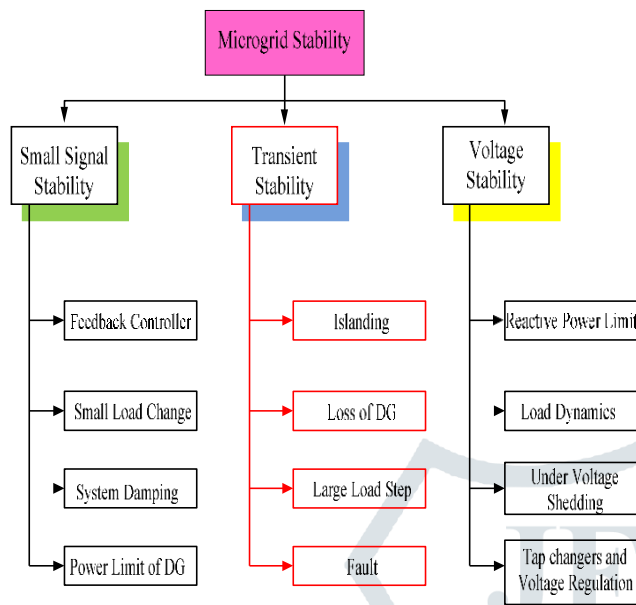 Microgrid Stability
Small Signal
Stability
Transient
Stability
Voltage
Stability
Feedback Controller
Small Load Change
System Damping
Power Limit of DG
Islanding
Loss of DG
Large Load Step
Fault
Reactive Power Limit
Load Dynamics
Under Voltage
Shedding
Tap changers and
Voltage Regulation